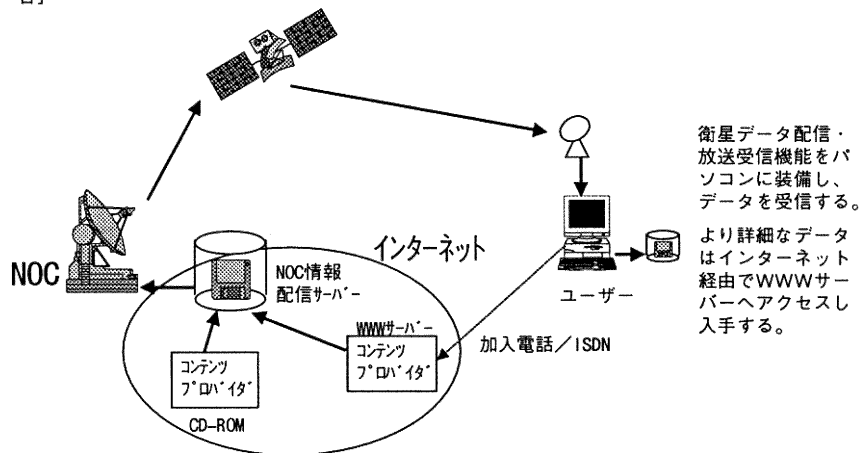 衛星データ配信・
放送受信機能をパ
ソコンに装備し、
データを受信する。
より詳細なデータ
はインターネット
経由でWWWサー
バーへアクセスし
入手する。
インターネット
NOC
NOC情報
配信サーバー
ユーザー
WWWサーバー
コンテンツ
プロバイダ
加入電話／ISDN
コンテンツ
プロバイダ
CD-ROM